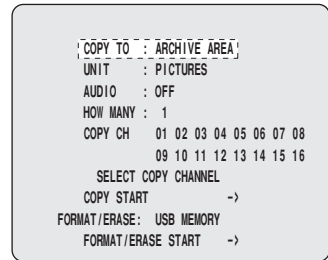 COPY TO : ARCHIVE AREA
UNIT : PICTURES
AUDIO : OFF
HOW MANY : 1
COPY CH 01 02 03 04 05 06 07 08
09 10 11 12 13 14 15 16
SELECT COPY CHANNEL
COPY START ->
FORMAT/ERASE: USB MEMORY
FORMAT/ERASE START ->